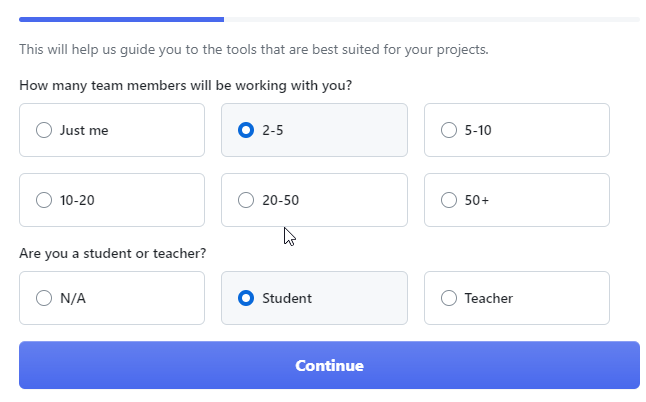 This will help us guide you to the tools that are best suited for your projects.
How many team members will be working with you?
Just me
2-5
5-10
10-20
20-50
50+
Are you a student or teacher?
N/A
Student
Teacher
Continue